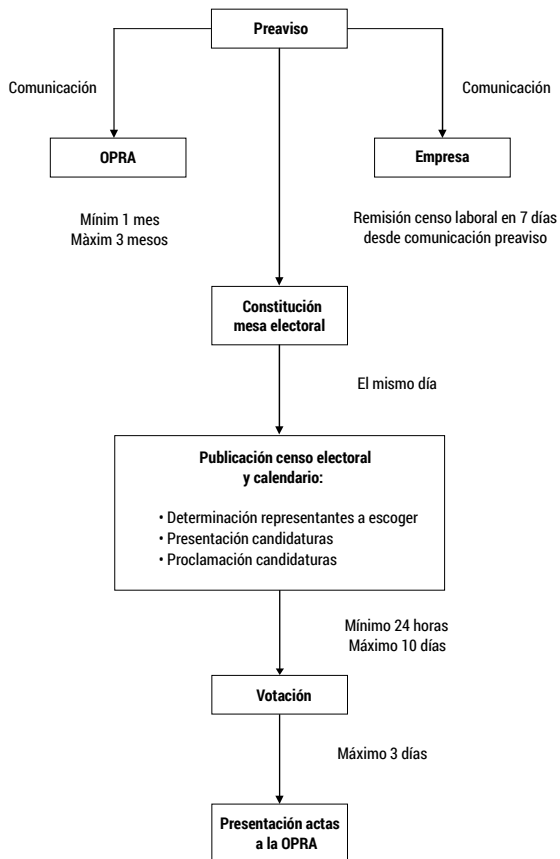 Preaviso
Comunicación
Comunicación
OPRA
Empresa
Mínim 1 mes
Màxim 3 mesos
Remisión censo laboral en 7 días
desde comunicación preaviso
Constitución
mesa electoral
El mismo día
Publicación censo electoral
y calendario:
• Determinación representantes a escoger
• Presentación candidaturas
• Proclamación candidaturas
Mínimo 24 horas
Máximo 10 días
Votación
Máximo 3 días
Presentación actas
a la OPRA